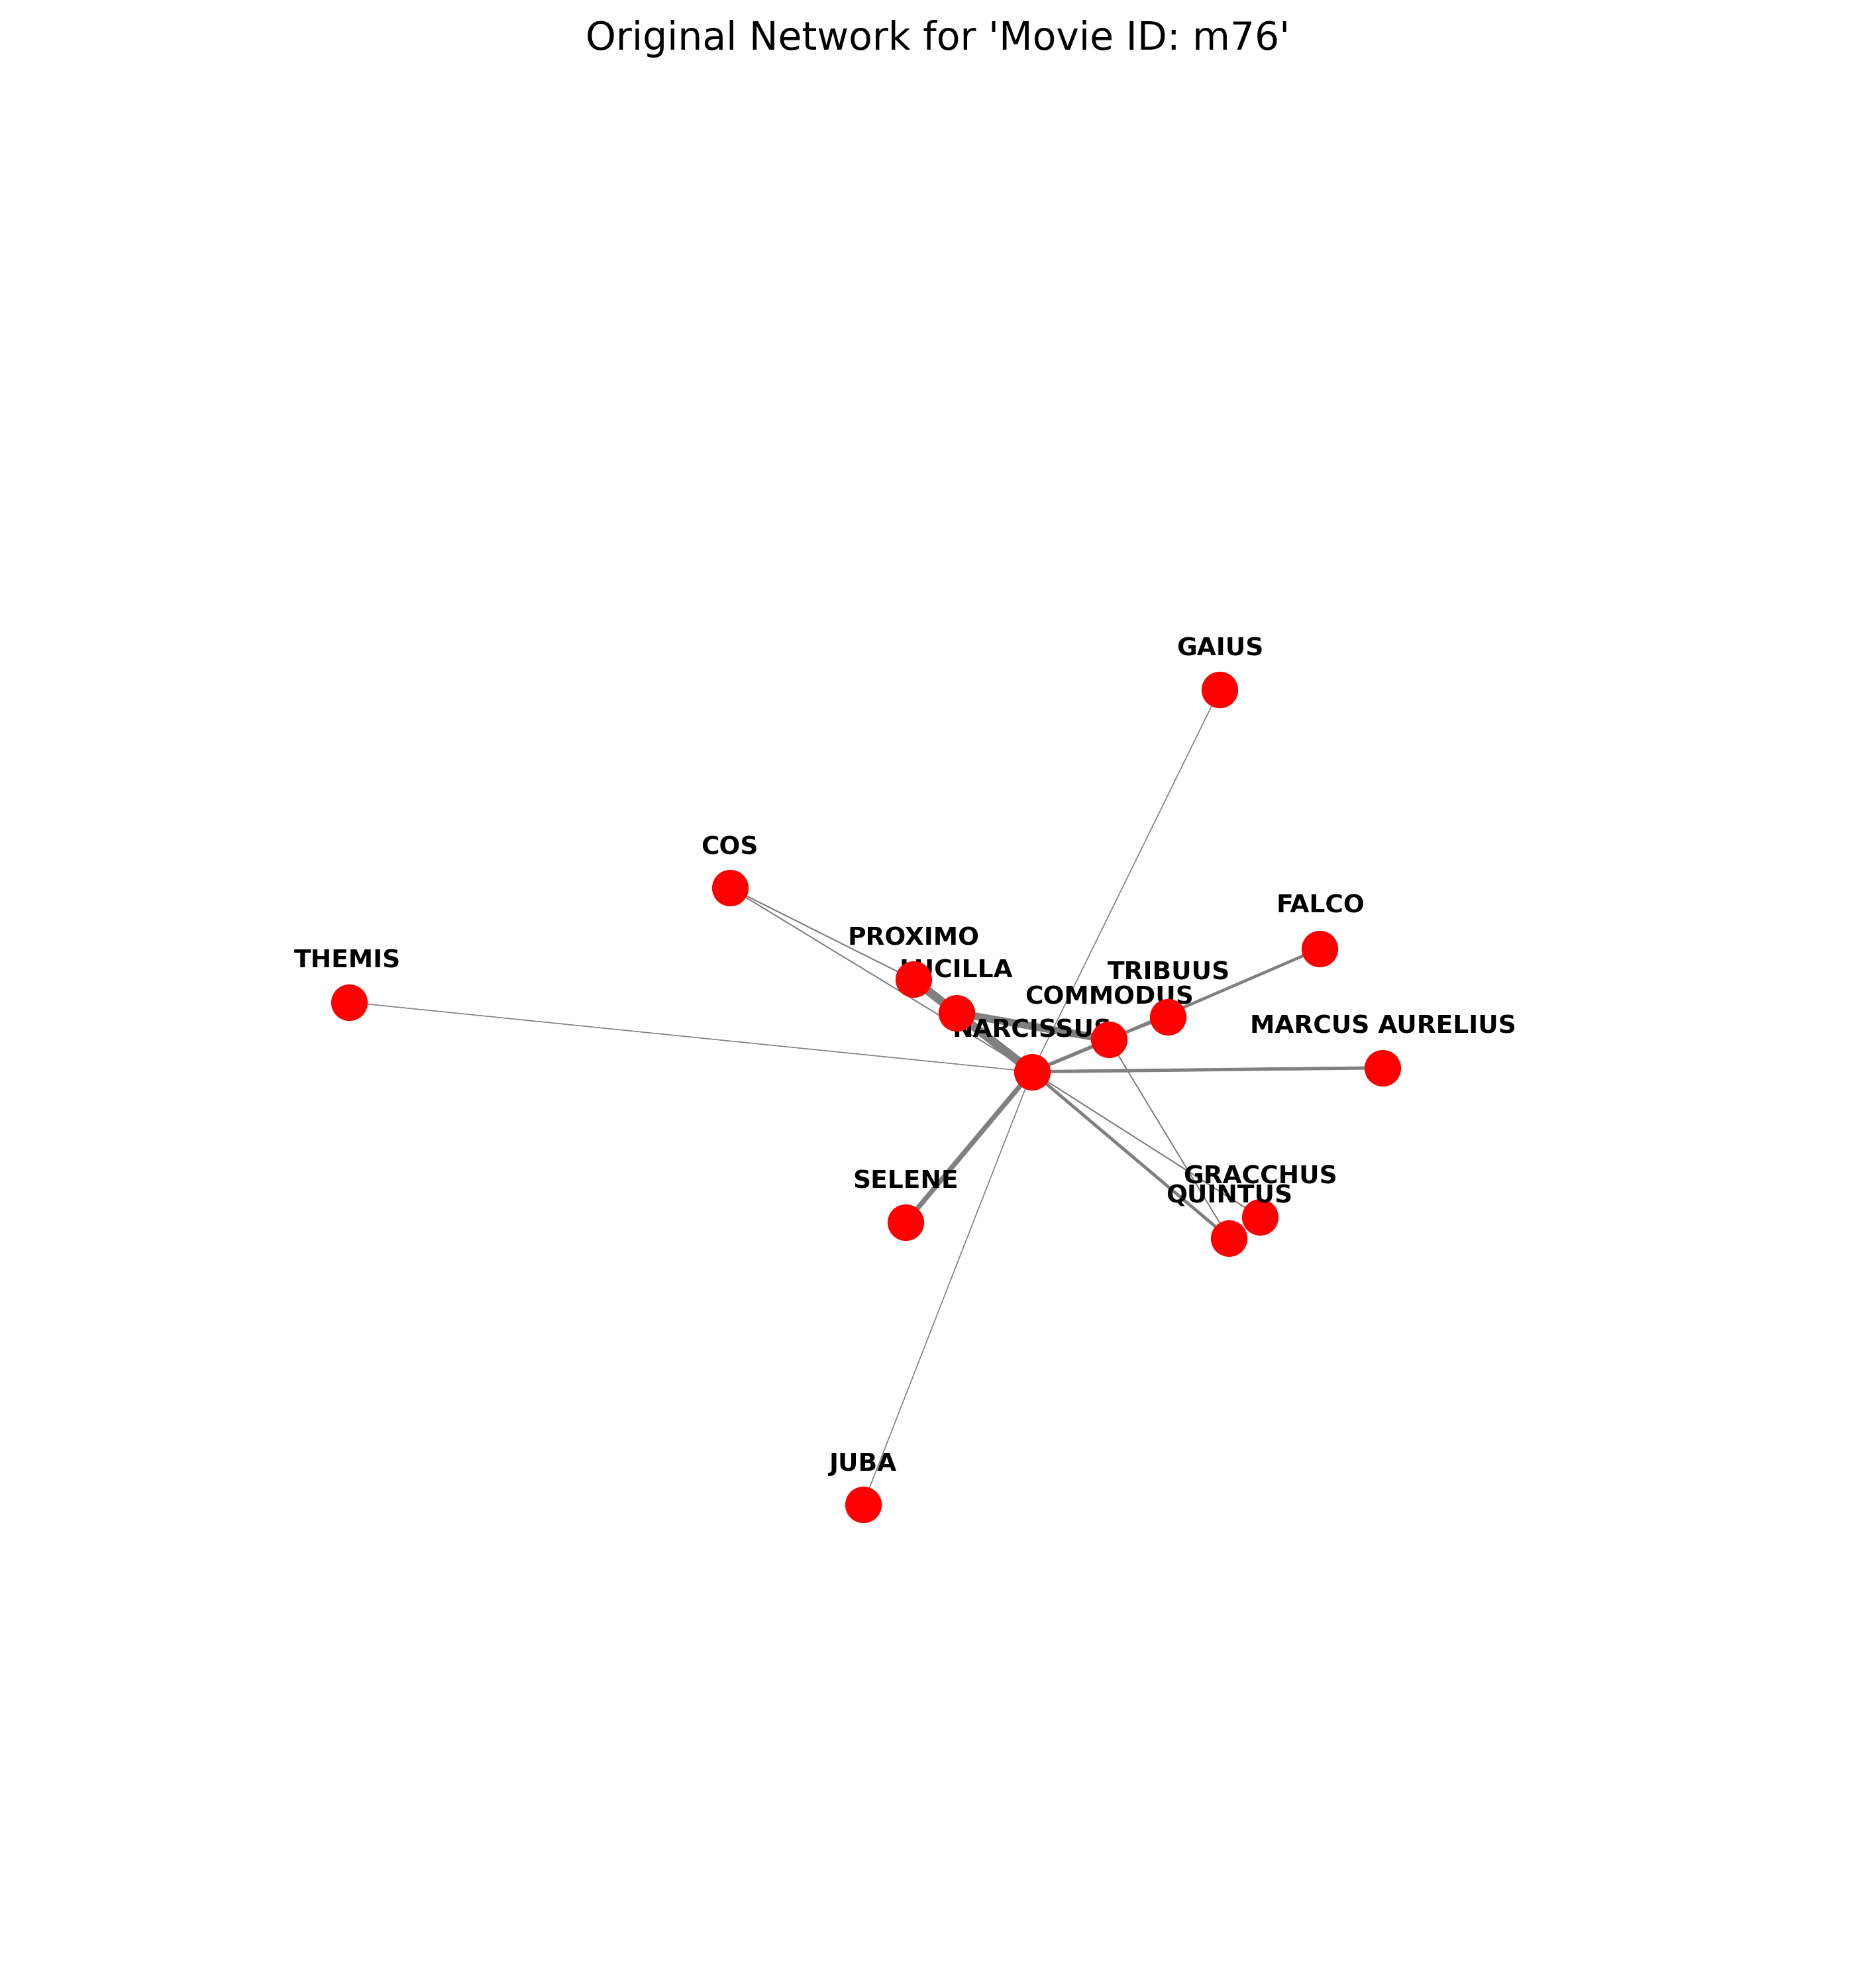 Original Network for 'Movie ID: m76'
GAIUS
COS
FALCO
PROXIMO
THEMIS
LUCILLA
TRIBUUS
COMMODUS
MARCUS AURELIUS
NARCISSUS
GRACCHUS
SELENE
QUINTUS
JUBA